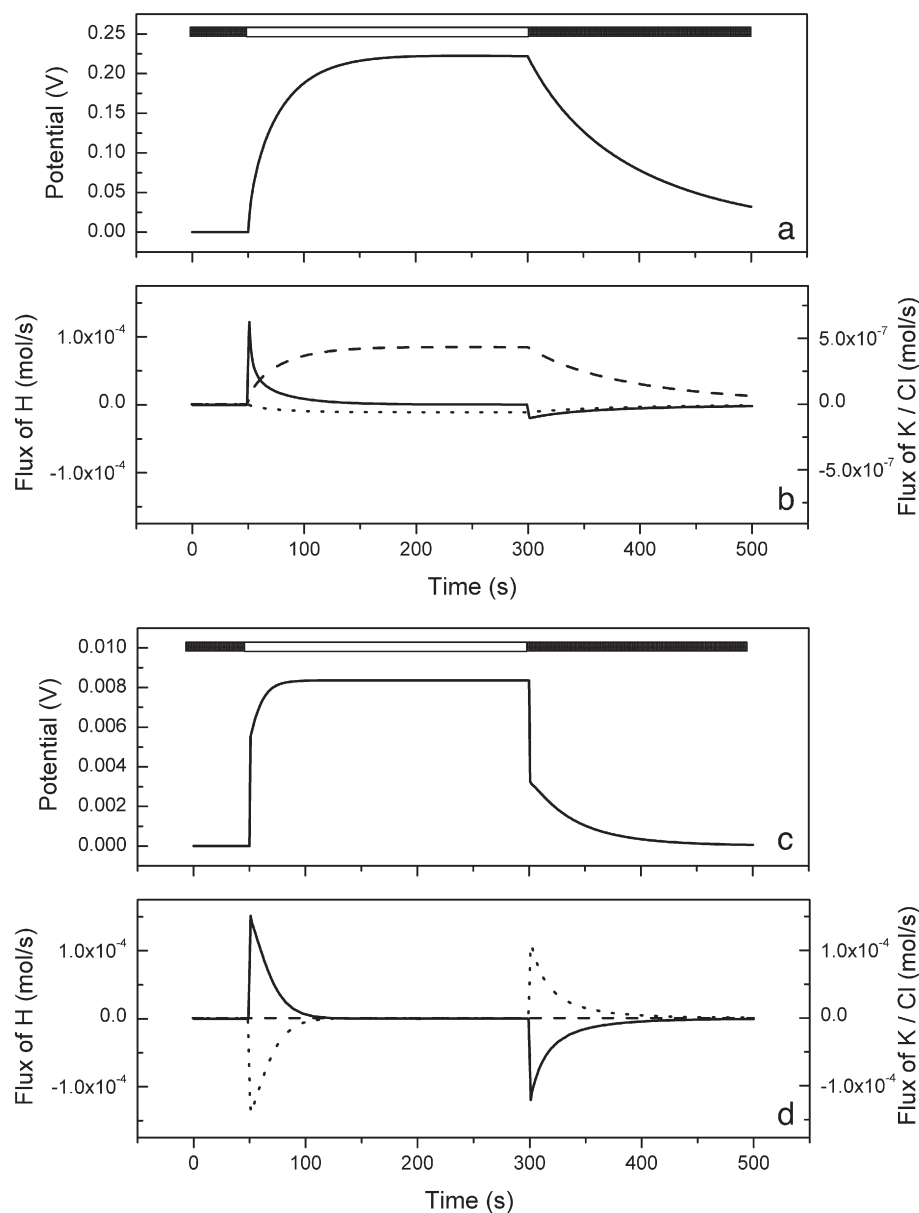 0.25
0.20
0.15
0.10
0.05
0.00
Potential (V)
a
1.0x10⁻⁴
0.0
-1.0x10⁻⁴
Flux of H (mol/s)
5.0x10⁻⁷
0.0
-5.0x10⁻⁷
Flux of K / Cl (mol/s)
b
0 100 200 300 400 500
Time (s)
0.010
0.008
0.006
0.004
0.002
0.000
Potential (V)
c
1.0x10⁻⁴
0.0
-1.0x10⁻⁴
Flux of H (mol/s)
1.0x10⁻⁴
0.0
-1.0x10⁻⁴
Flux of K / Cl (mol/s)
d
0 100 200 300 400 500
Time (s)